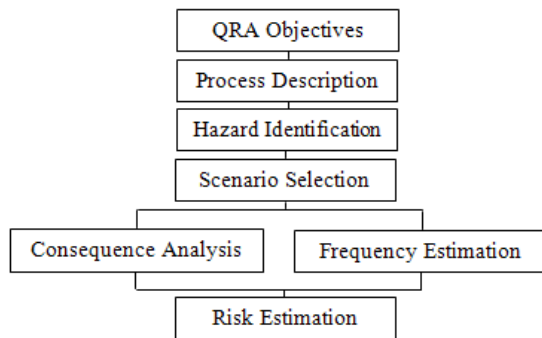 QRA Objectives
Process Description
Hazard Identification
Scenario Selection
Consequence Analysis
Frequency Estimation
Risk Estimation